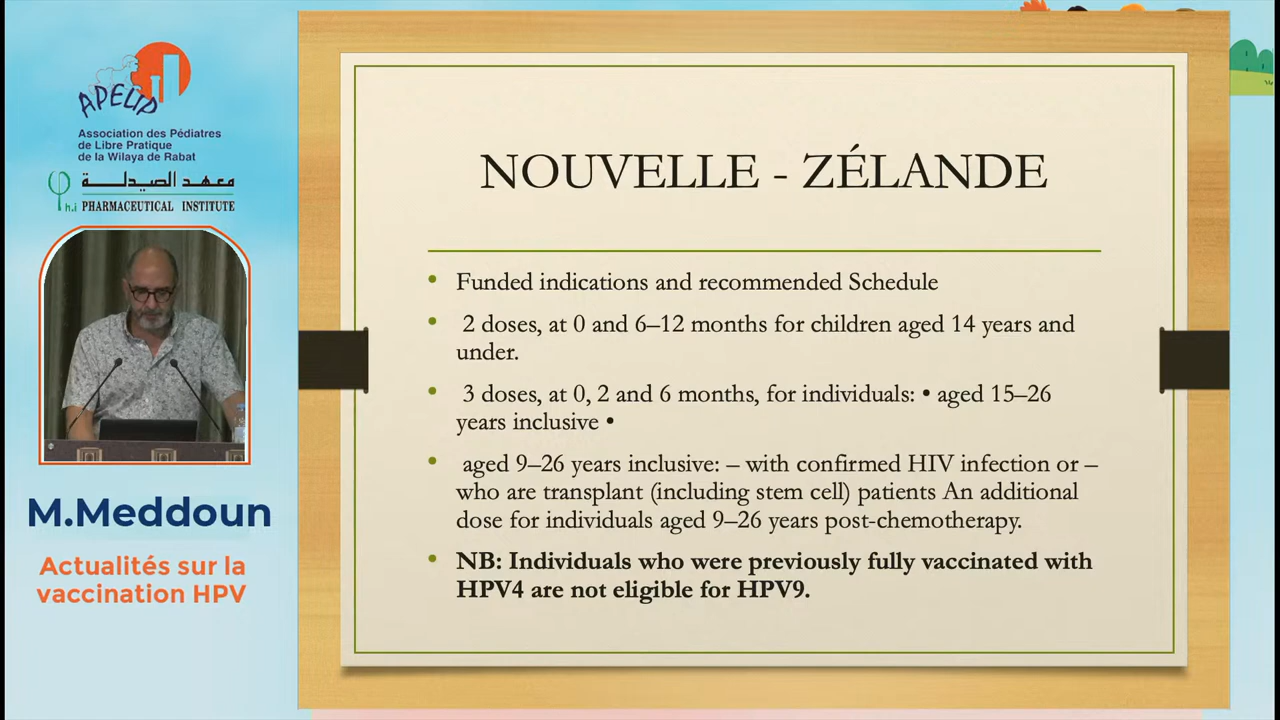 APELIP
Association des Pédiatres
de Libre Pratique
de la Wilaya de Rabat
معهد الصيدلة
h.i PHARMACEUTICAL INSTITUTE
M.Meddoun
Actualités sur la
vaccination HPV
NOUVELLE - ZÉLANDE
• Funded indications and recommended Schedule
• 2 doses, at 0 and 6–12 months for children aged 14 years and
under.
• 3 doses, at 0, 2 and 6 months, for individuals: • aged 15–26
years inclusive •
• aged 9–26 years inclusive: – with confirmed HIV infection or –
who are transplant (including stem cell) patients An additional
dose for individuals aged 9–26 years post-chemotherapy.
• NB: Individuals who were previously fully vaccinated with
HPV4 are not eligible for HPV9.